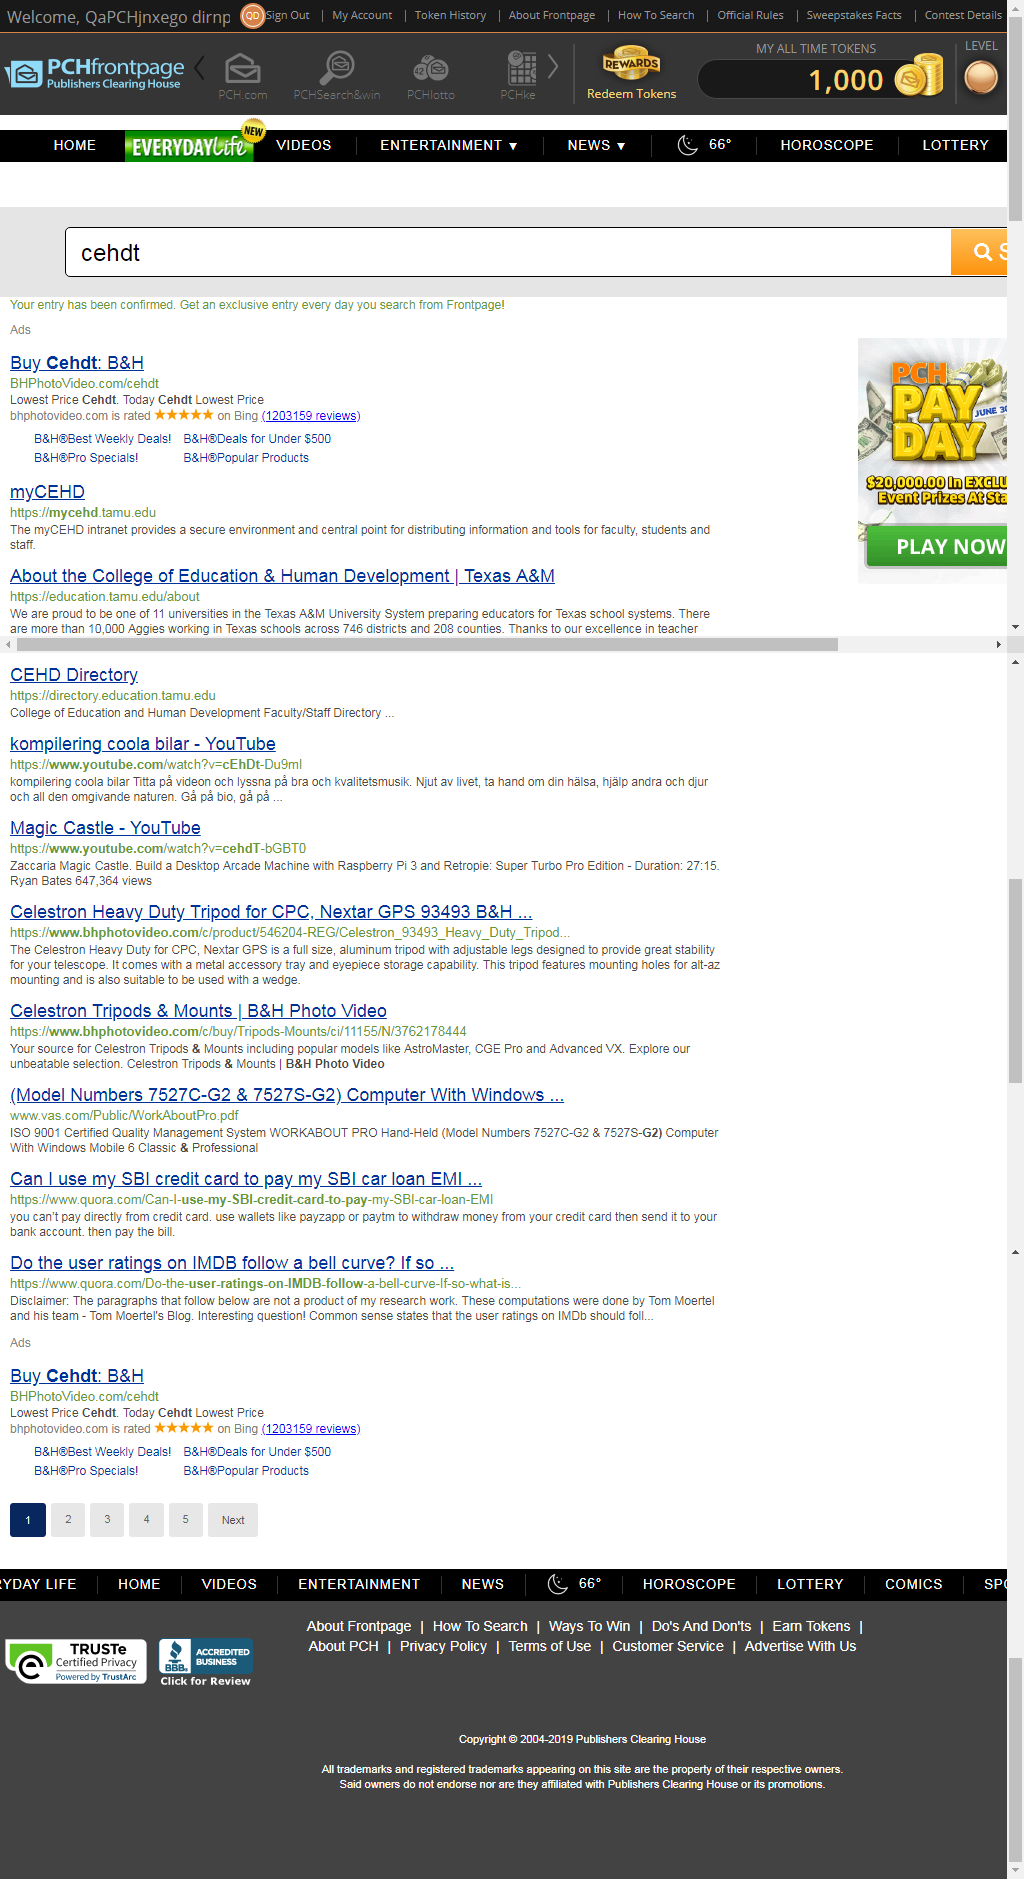 Welcome, QaPCHjnxego dirnp
QD
Sign Out | My Account | Token History | About Frontpage | How To Search | Official Rules | Sweepstakes Facts | Contest Details
PCHfrontpage
Publishers Clearing House
PCH.com
PCHSearch&win
42
PCHlotto
PCHke
REWARDS
Redeem Tokens
MY ALL TIME TOKENS
1,000
LEVEL
HOME
EVERYDAY Life
NEW
VIDEOS
ENTERTAINMENT ▼
NEWS ▼
66°
HOROSCOPE
LOTTERY
cehdt
S
Your entry has been confirmed. Get an exclusive entry every day you search from Frontpage!
Ads
Buy Cehdt: B&H
BHPhotoVideo.com/cehdt
Lowest Price Cehdt. Today Cehdt Lowest Price
bhphotovideo.com is rated ★★★★★ on Bing (1203159 reviews)
B&H®Best Weekly Deals! B&H®Deals for Under $500
B&H®Pro Specials! B&H®Popular Products
PCH
PAY
DAY
JUNE 30
$20,000.00 In EXCLU
Event Prizes At Sta
PLAY NOW
myCEHD
https://mycehd.tamu.edu
The myCEHD intranet provides a secure environment and central point for distributing information and tools for faculty, students and
staff.
About the College of Education & Human Development | Texas A&M
https://education.tamu.edu/about
We are proud to be one of 11 universities in the Texas A&M University System preparing educators for Texas school systems. There
are more than 10,000 Aggies working in Texas schools across 746 districts and 208 counties. Thanks to our excellence in teacher
CEHD Directory
https://directory.education.tamu.edu
College of Education and Human Development Faculty/Staff Directory ...
kompilering coola bilar - YouTube
https://www.youtube.com/watch?v=cEhDt-Du9mI
kompilering coola bilar Titta på videon och lyssna på bra och kvalitetsmusik. Njut av livet, ta hand om din hälsa, hjälp andra och djur
och all den omgivande naturen. Gå på bio, gå på ...
Magic Castle - YouTube
https://www.youtube.com/watch?v=cehdT-bGBT0
Zaccaria Magic Castle. Build a Desktop Arcade Machine with Raspberry Pi 3 and Retropie: Super Turbo Pro Edition - Duration: 27:15.
Ryan Bates 647,364 views
Celestron Heavy Duty Tripod for CPC, Nextar GPS 93493 B&H ...
https://www.bhphotovideo.com/c/product/546204-REG/Celestron_93493_Heavy_Duty_Tripod...
The Celestron Heavy Duty for CPC, Nextar GPS is a full size, aluminum tripod with adjustable legs designed to provide great stability
for your telescope. It comes with a metal accessory tray and eyepiece storage capability. This tripod features mounting holes for alt-az
mounting and is also suitable to be used with a wedge.
Celestron Tripods & Mounts | B&H Photo Video
https://www.bhphotovideo.com/c/buy/Tripods-Mounts/ci/11155/N/3762178444
Your source for Celestron Tripods & Mounts including popular models like AstroMaster, CGE Pro and Advanced VX. Explore our
unbeatable selection. Celestron Tripods & Mounts | B&H Photo Video
(Model Numbers 7527C-G2 & 7527S-G2) Computer With Windows ...
www.vas.com/Public/WorkAboutPro.pdf
ISO 9001 Certified Quality Management System WORKABOUT PRO Hand-Held (Model Numbers 7527C-G2 & 7527S-G2) Computer
With Windows Mobile 6 Classic & Professional
Can I use my SBI credit card to pay my SBI car loan EMI ...
https://www.quora.com/Can-I-use-my-SBI-credit-card-to-pay-my-SBI-car-loan-EMI
you can't pay directly from credit card. use wallets like payzapp or paytm to withdraw money from your credit card then send it to your
bank account. then pay the bill.
Do the user ratings on IMDB follow a bell curve? If so ...
https://www.quora.com/Do-the-user-ratings-on-IMDB-follow-a-bell-curve-If-so-what-is...
Disclaimer: The paragraphs that follow below are not a product of my research work. These computations were done by Tom Moertel
and his team - Tom Moertel's Blog. Interesting question! Common sense states that the user ratings on IMDb should foll...
Ads
Buy Cehdt: B&H
BHPhotoVideo.com/cehdt
Lowest Price Cehdt. Today Cehdt Lowest Price
bhphotovideo.com is rated ★★★★★ on Bing (1203159 reviews)
B&H®Best Weekly Deals! B&H®Deals for Under $500
B&H®Pro Specials! B&H®Popular Products
1 2 3 4 5 Next
RYDAY LIFE HOME VIDEOS ENTERTAINMENT NEWS 66° HOROSCOPE LOTTERY COMICS SPO
About Frontpage | How To Search | Ways To Win | Do's And Don'ts | Earn Tokens |
About PCH | Privacy Policy | Terms of Use | Customer Service | Advertise With Us
TRUSTe
Certified Privacy
Powered by TrustArc
BBB
ACCREDITED
BUSINESS
Click for Review
Copyright © 2004-2019 Publishers Clearing House
All trademarks and registered trademarks appearing on this site are the property of their respective owners.
Said owners do not endorse nor are they affiliated with Publishers Clearing House or its promotions.